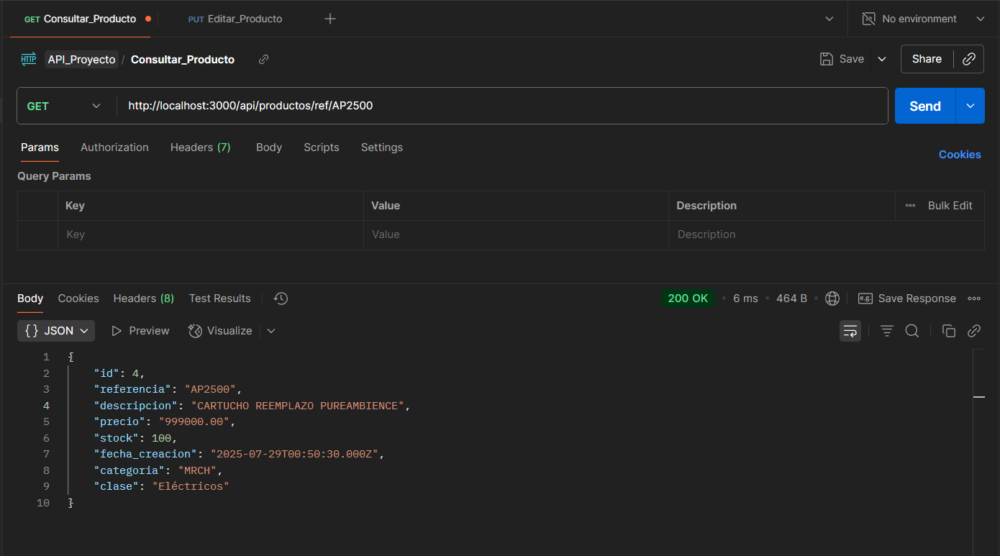 GET Consultar_Producto PUT Editar_Producto No environment
HTTP API_Proyecto / Consultar_Producto Save Share
GET http://localhost:3000/api/productos/ref/AP2500 Send
Params Authorization Headers (7) Body Scripts Settings Cookies
Query Params
Key Value Description Bulk Edit
Key Value Description
Body Cookies Headers (8) Test Results 200 OK 6 ms 464 B e.g. Save Response
{} JSON Preview Visualize
1 {
2 "id": 4,
3 "referencia": "AP2500",
4 "descripcion": "CARTUCHO REEMPLAZO PUREAMBIENCE",
5 "precio": "999000.00",
6 "stock": 100,
7 "fecha_creacion": "2025-07-29T00:50:30.000Z",
8 "categoria": "MRCH",
9 "clase": "Eléctricos"
10 }